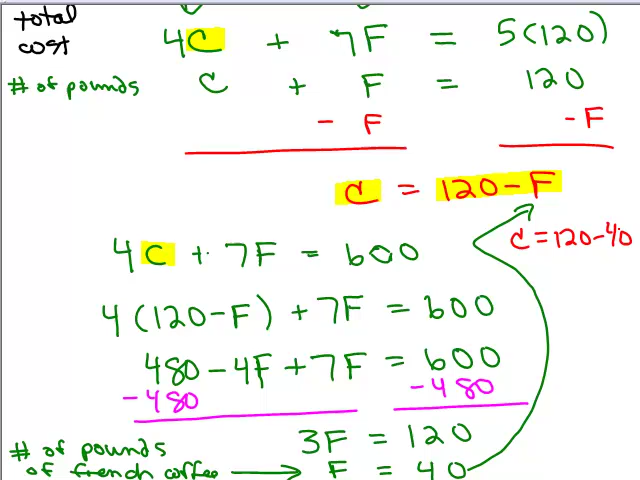 total
cost
4C + 7F = 5(120)
# of pounds C + F = 120
- F - F
C = 120 - F
C = 120 - 40
4C + 7F = 600
4(120 - F) + 7F = 600
480 - 4F + 7F = 600
- 480 - 480
3F = 120
# of pounds
of french coffee → F = 40